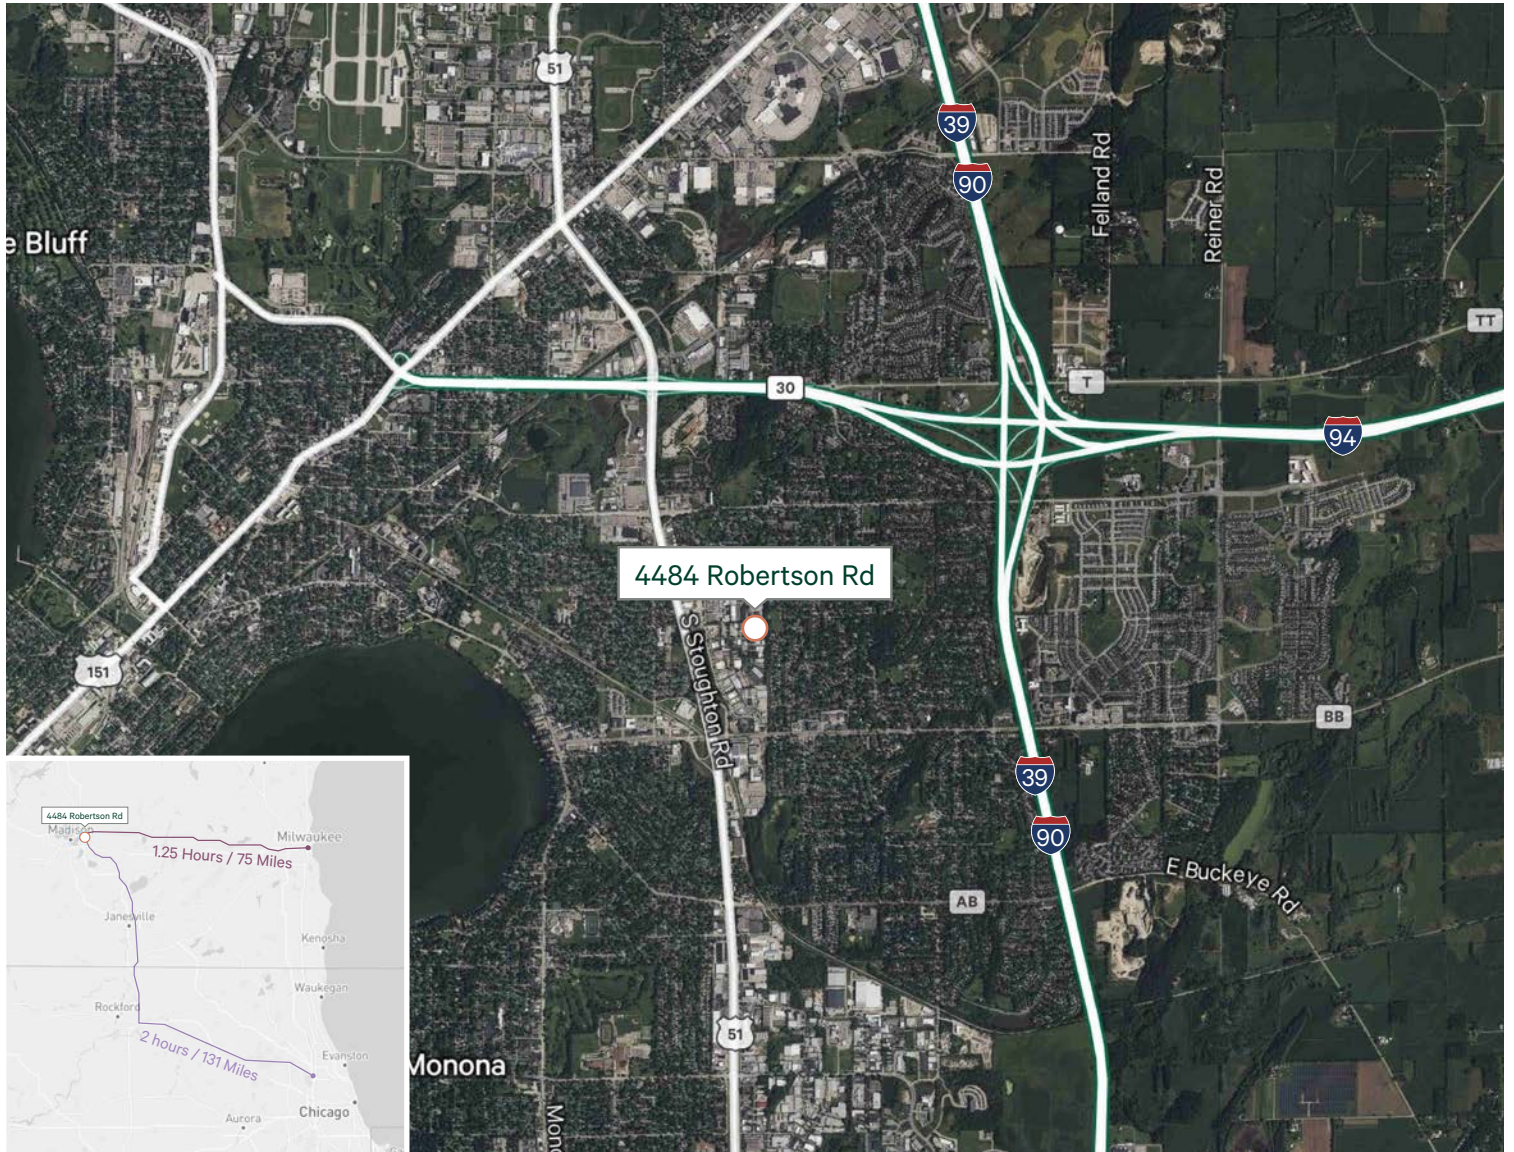 51
39
90
Felland Rd
Reiner Rd
e Bluff
TT
30
T
94
4484 Robertson Rd
S Stoughton Rd
151
BB
39
90
E Buckeye Rd
AB
51
Monona
4484 Robertson Rd
Madison
Milwaukee
1.25 Hours / 75 Miles
Janesville
Kenosha
Waukegan
Rockford
2 hours / 131 Miles
Evanston
Chicago
Aurora